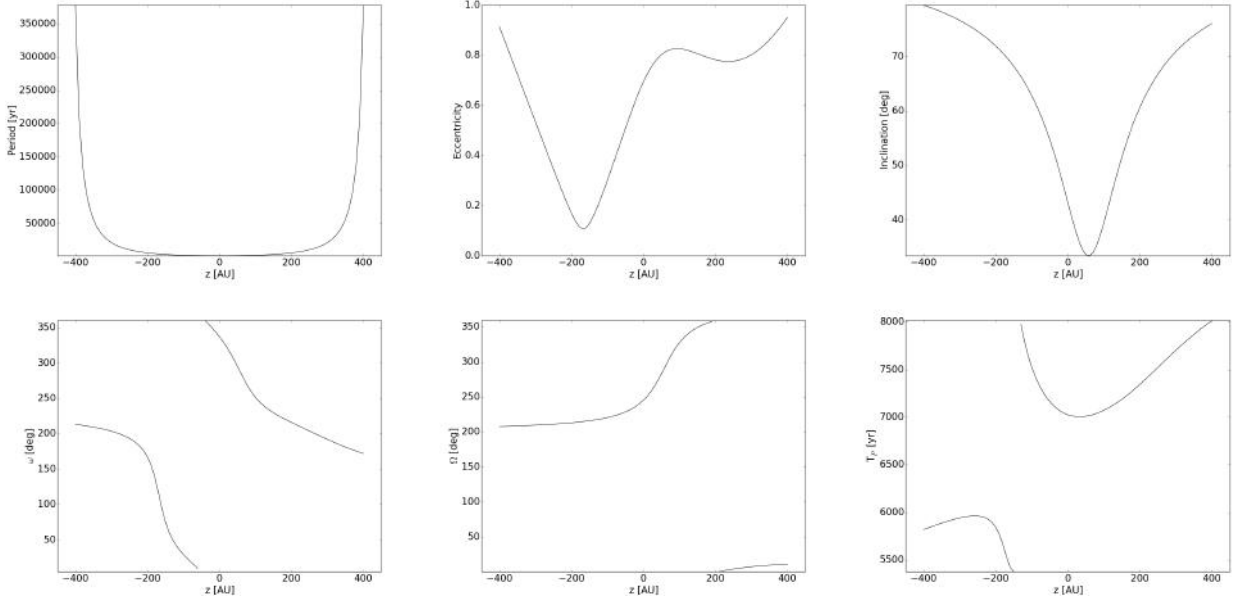 Period [yr]
350000
300000
250000
200000
150000
100000
50000
−400 −200 0 200 400
z [AU]
Eccentricity
1.0
0.8
0.6
0.4
0.2
0.0
−400 −200 0 200 400
z [AU]
Inclination [deg]
70
60
50
40
−400 −200 0 200 400
z [AU]
ω [deg]
350
300
250
200
150
100
50
−400 −200 0 200 400
z [AU]
Ω [deg]
350
300
250
200
150
100
50
−400 −200 0 200 400
z [AU]
T_P [yr]
8000
7500
7000
6500
6000
5500
−400 −200 0 200 400
z [AU]